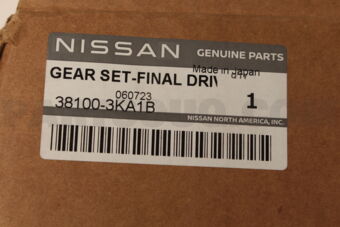 NISSAN GENUINE PARTS
Made in Japan
GEAR SET-FINAL DRIV
060723
38100-3KA1B 1
NISSAN NORTH AMERICA, INC.